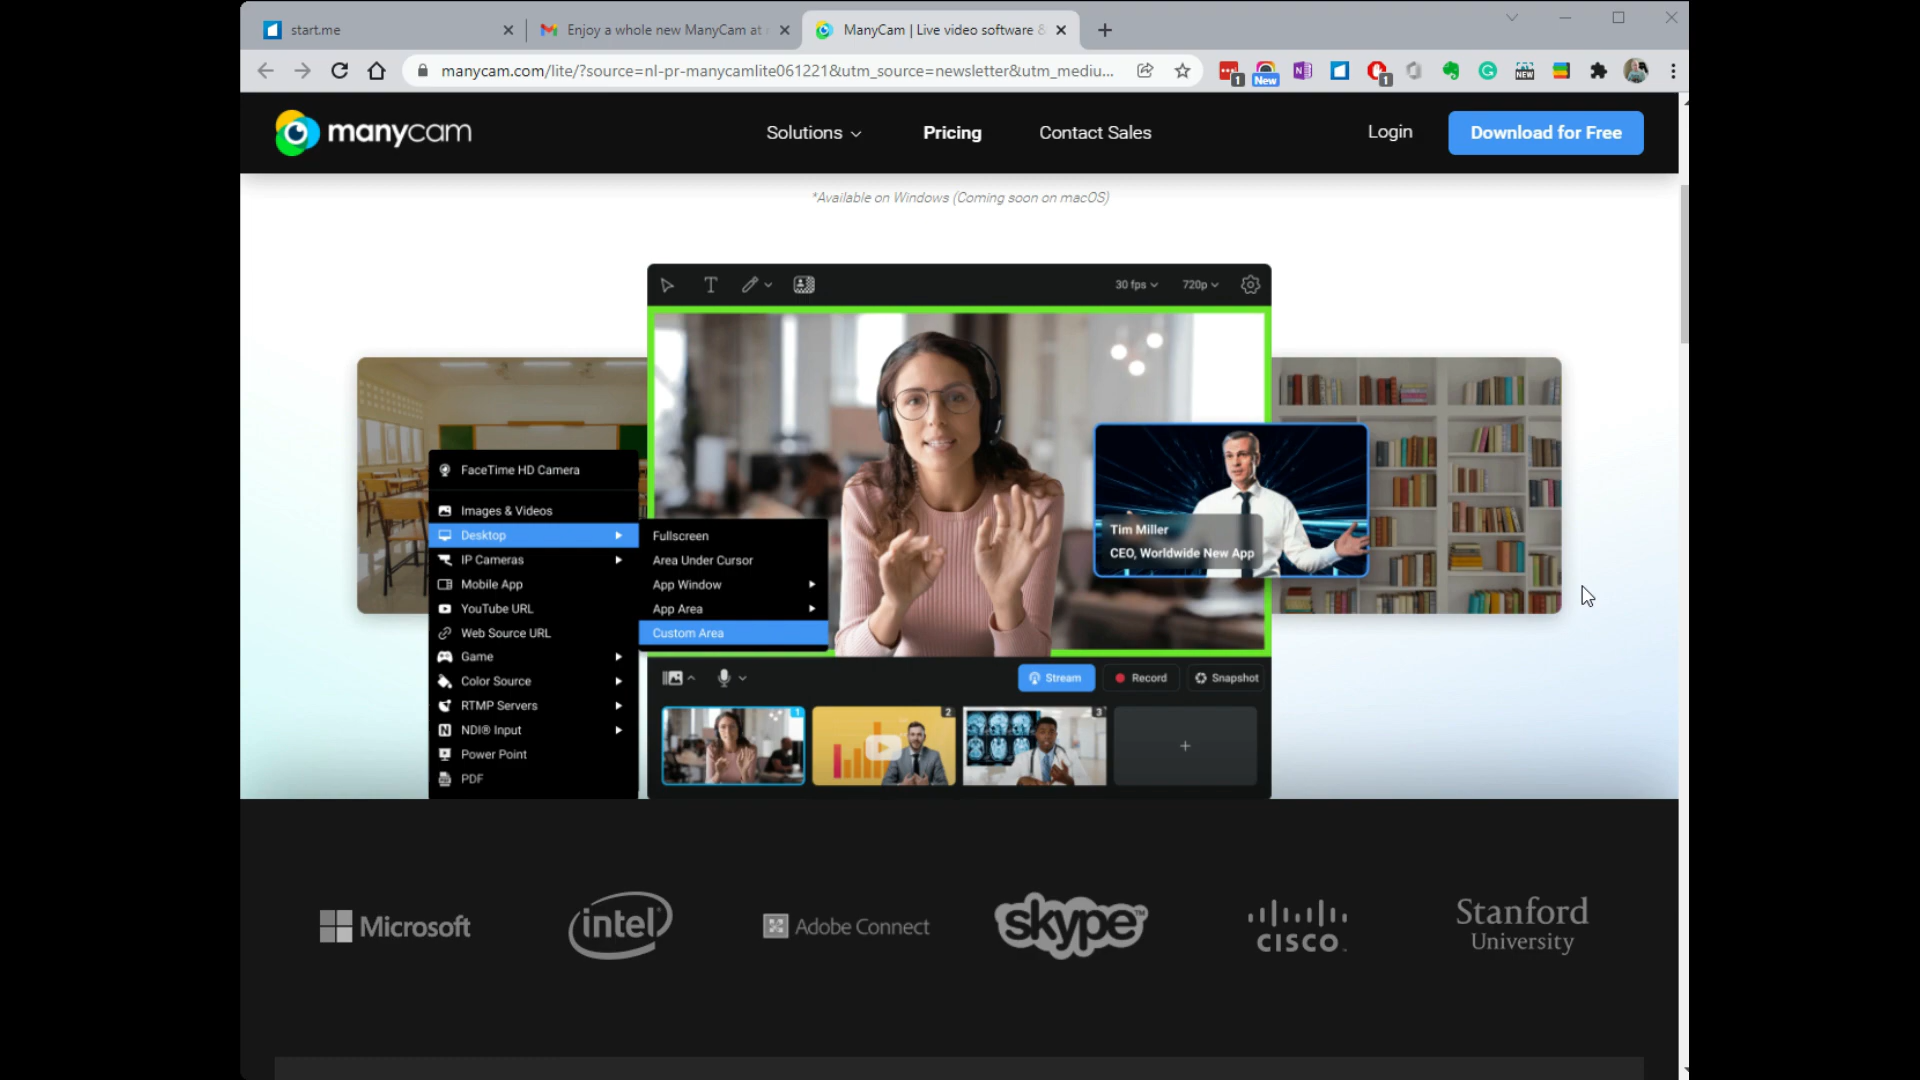 start.me
Enjoy a whole new ManyCam at
ManyCam | Live video software &
manycam.com/lite/?source=nl-pr-manycamlite061221&utm_source=newsletter&utm_mediu...
1
New
1
NEW
manycam
Solutions
Pricing
Contact Sales
Login
Download for Free
*Available on Windows (Coming soon on macOS)
T
30 fps
720p
FaceTime HD Camera
Images & Videos
Desktop
IP Cameras
Mobile App
YouTube URL
Web Source URL
Game
Color Source
RTMP Servers
NDI® Input
Power Point
PDF
Fullscreen
Area Under Cursor
App Window
App Area
Custom Area
Tim Miller
CEO, Worldwide New App
Stream
Record
Snapshot
1
2
3
+
Microsoft
intel
Adobe Connect
skype™
CISCO
Stanford
University